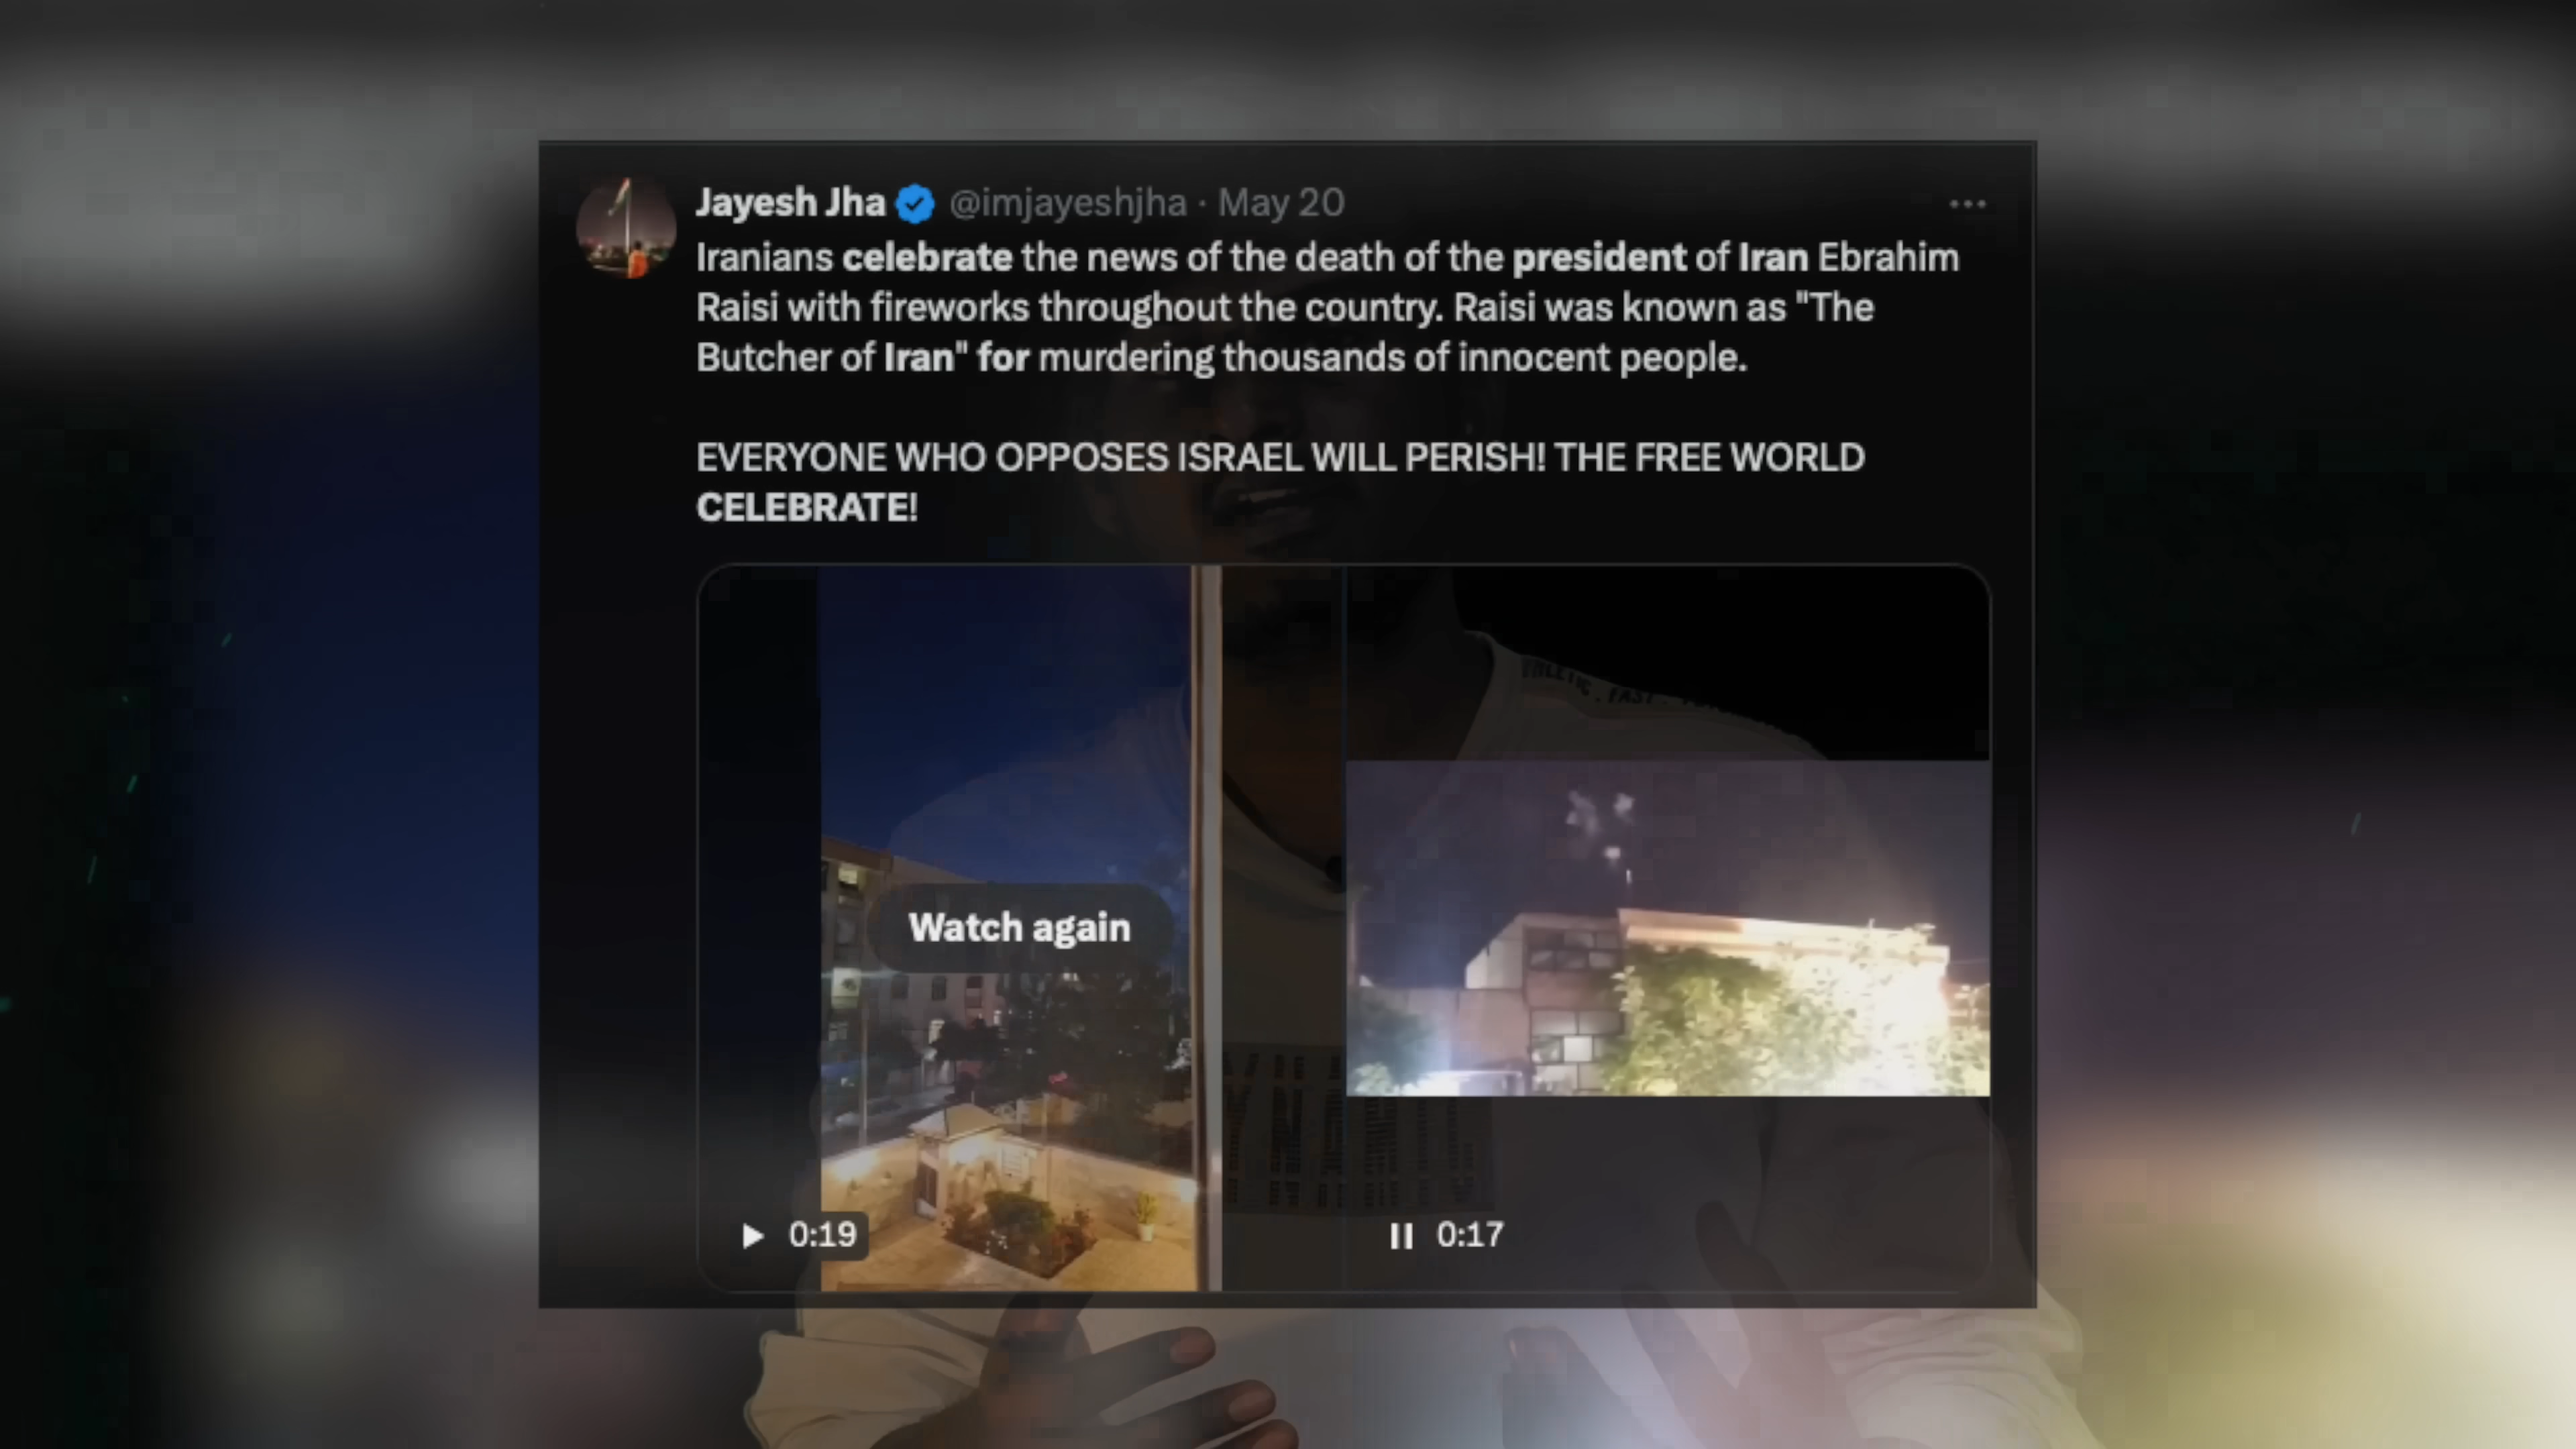 Jayesh Jha @imjayeshjha · May 20
Iranians celebrate the news of the death of the president of Iran Ebrahim
Raisi with fireworks throughout the country. Raisi was known as "The
Butcher of Iran" for murdering thousands of innocent people.
EVERYONE WHO OPPOSES ISRAEL WILL PERISH! THE FREE WORLD
CELEBRATE!
Watch again
0:19
0:17